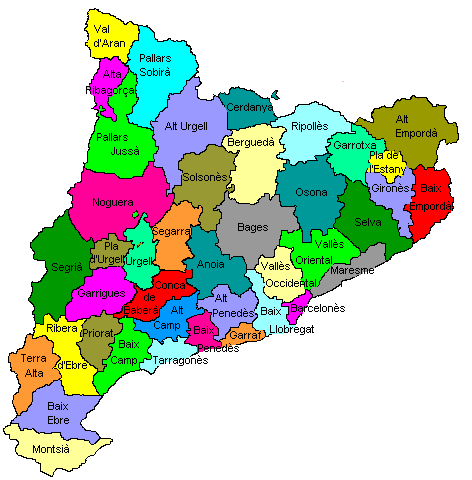 Val
d'Aran
Pallars
Sobirà
Alta
Ribagorça
Cerdanya
Alt
Empordà
Ripollès
Alt Urgell
Berguedà
Garrotxa
Pallars
Jussà
Pla de
l'Estany
Solsonès
Gironès
Baix
Empordà
Osona
Noguera
Selva
Segarra
Bages
Pla
d'Urgell
Urgell
Vallès
Oriental
Segrià
Anoia
Vallès
Occidental
Maresme
Garrigues
Conca
de
Baberà
Alt
Penedès
Barcelonès
Baix
Llobregat
Alt
Camp
Ribera
d'Ebre
Priorat
Baix
Penedès
Garraf
Baix
Camp
Tarragonès
Terra
Alta
Baix
Ebre
Montsià